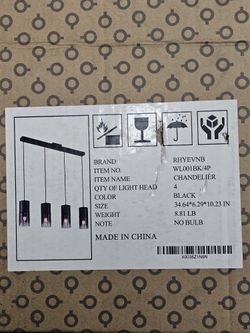 BRAND RHYEVNB
ITEM NO. WL001BK/4P
ITEM NAME CHANDELIER
QTY OF LIGHT HEAD 4
COLOR BLACK
SIZE 34.64*6.29*10.23 IN
WEIGHT 8.81 LB
NOTE NO BULB
MADE IN CHINA